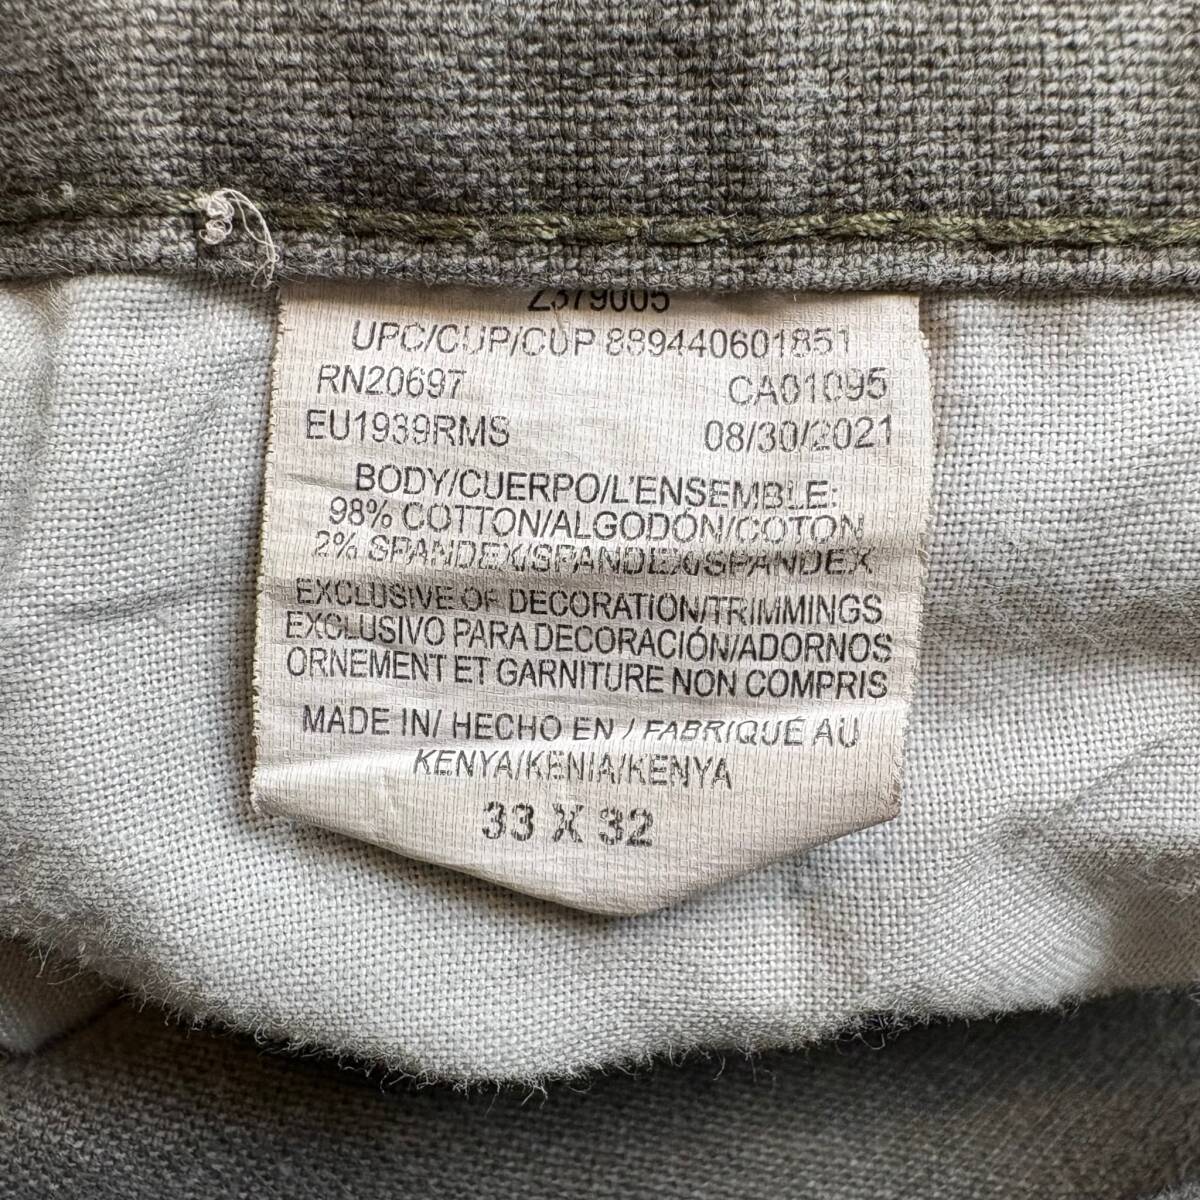 Z379005
UPC/CUP/CUP 889440601851
RN20697 CA01095
EU1939RMS 08/30/2021
BODY/CUERPO/L'ENSEMBLE:
98% COTTON/ALGODÓN/COTON
2% SPANDEX/SPANDEX/SPANDEX
EXCLUSIVE OF DECORATION/TRIMMINGS
EXCLUSIVO PARA DECORACIÓN/ADORNOS
ORNEMENT ET GARNITURE NON COMPRIS
MADE IN/ HECHO EN / FABRIQUÉ AU
KENYA/KENIA/KENYA
33 X 32